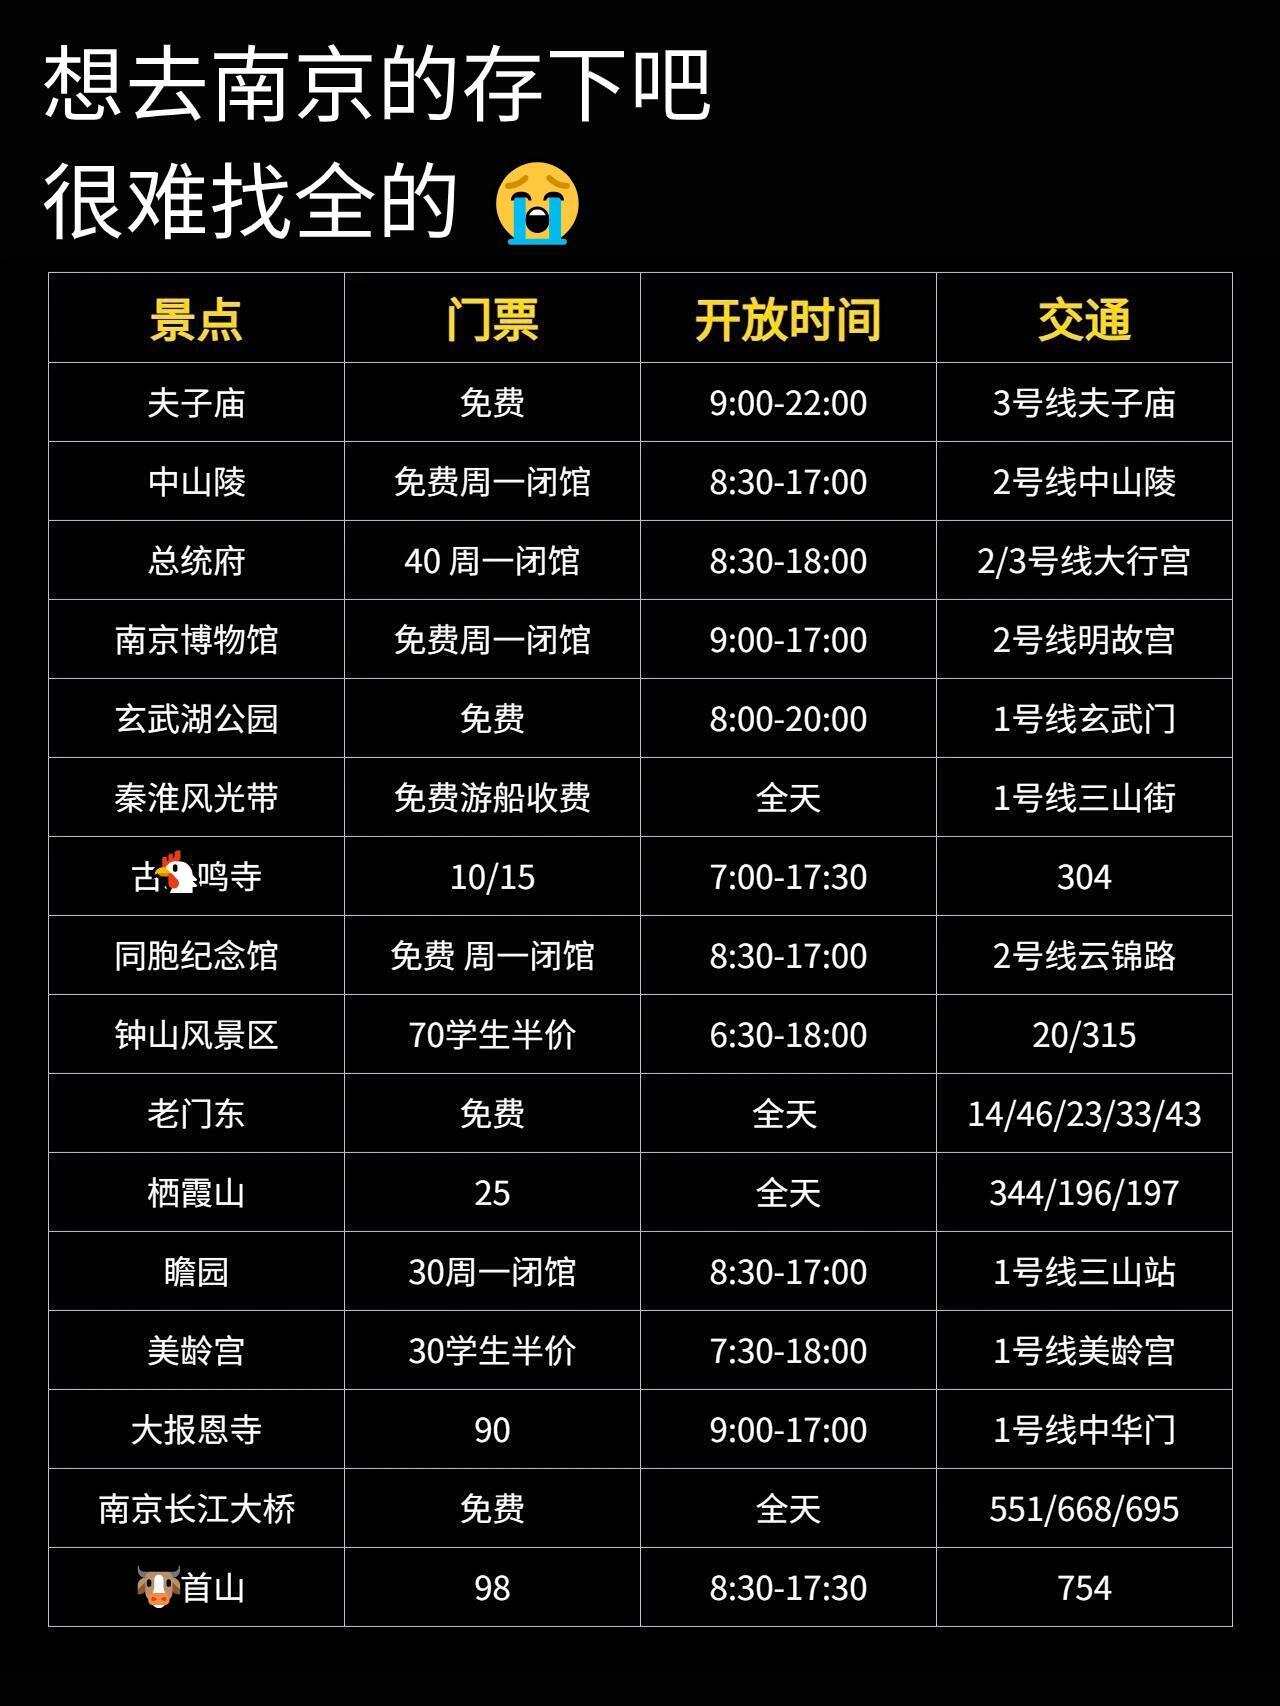 想去南京的存下吧
很难找全的 😭
景点 门票 开放时间 交通
夫子庙 免费 9:00-22:00 3号线夫子庙
中山陵 免费周一闭馆 8:30-17:00 2号线中山陵
总统府 40 周一闭馆 8:30-18:00 2/3号线大行宫
南京博物馆 免费周一闭馆 9:00-17:00 2号线明故宫
玄武湖公园 免费 8:00-20:00 1号线玄武门
秦淮风光带 免费游船收费 全天 1号线三山街
古🐔鸣寺 10/15 7:00-17:30 304
同胞纪念馆 免费 周一闭馆 8:30-17:00 2号线云锦路
钟山风景区 70学生半价 6:30-18:00 20/315
老门东 免费 全天 14/46/23/33/43
栖霞山 25 全天 344/196/197
瞻园 30周一闭馆 8:30-17:00 1号线三山站
美龄宫 30学生半价 7:30-18:00 1号线美龄宫
大报恩寺 90 9:00-17:00 1号线中华门
南京长江大桥 免费 全天 551/668/695
🐮首山 98 8:30-17:30 754